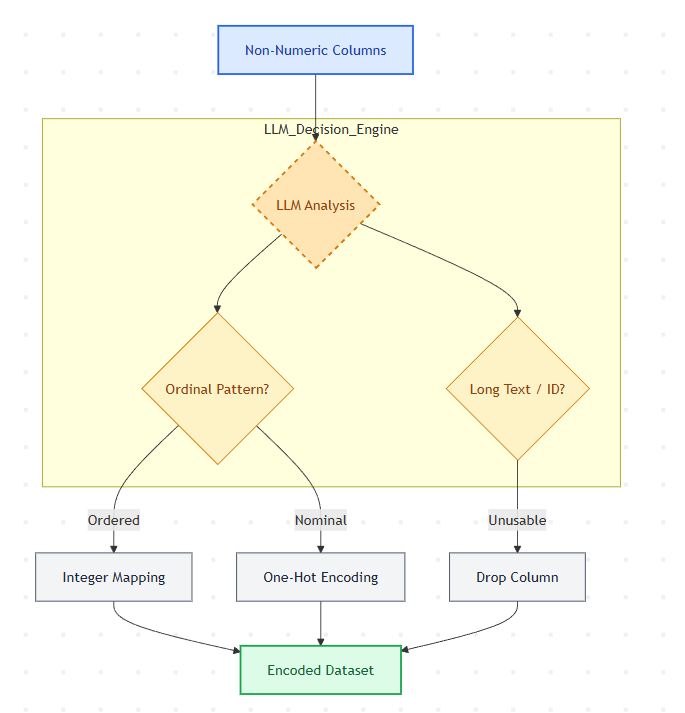 Non-Numeric Columns
LLM_Decision_Engine
LLM Analysis
Ordinal Pattern?
Long Text / ID?
Ordered
Nominal
Unusable
Integer Mapping
One-Hot Encoding
Drop Column
Encoded Dataset